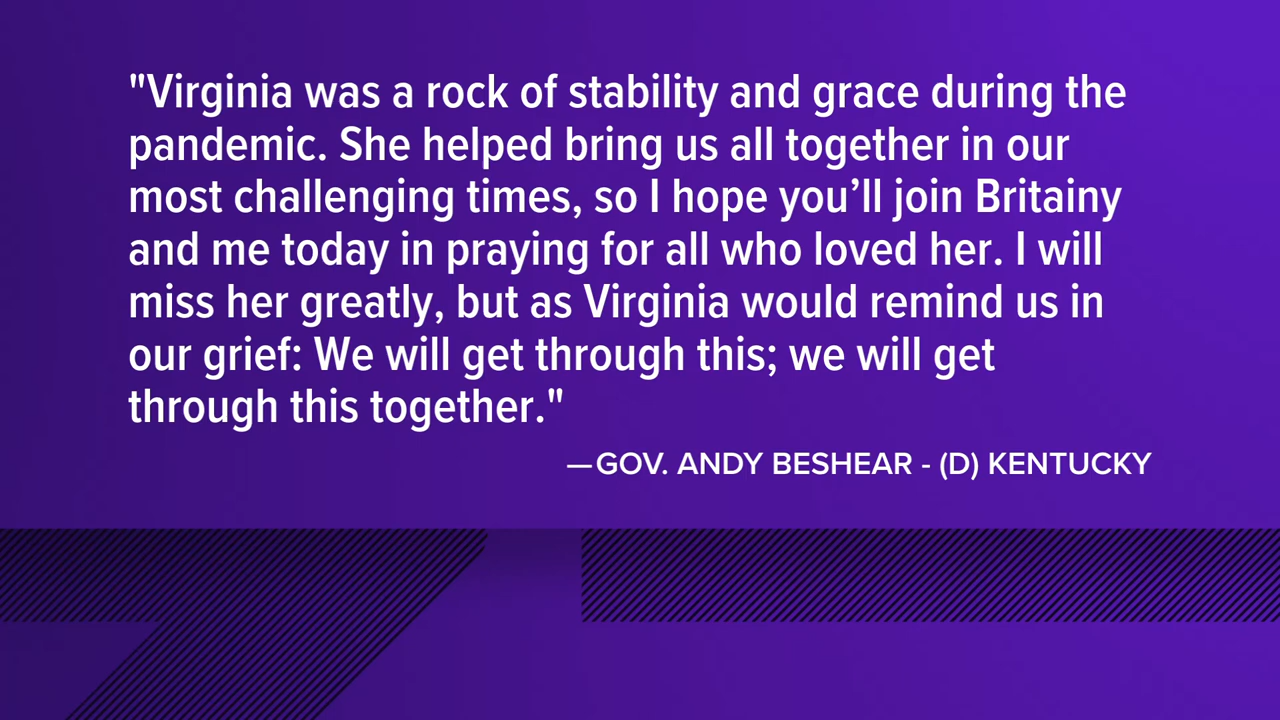 "Virginia was a rock of stability and grace during the
pandemic. She helped bring us all together in our
most challenging times, so I hope you’ll join Britainy
and me today in praying for all who loved her. I will
miss her greatly, but as Virginia would remind us in
our grief: We will get through this; we will get
through this together."
—GOV. ANDY BESHEAR - (D) KENTUCKY